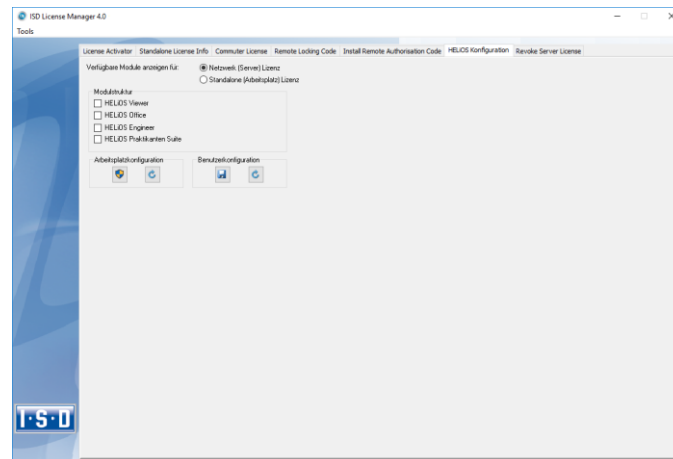 ISD License Manager 4.0
Tools
License Activator Standalone License Info Commuter License Remote Locking Code Install Remote Authorisation Code HELiOS Konfiguration Revoke Server License
Verfügbare Module anzeigen für: Netzwerk (Server) Lizenz
Standalone (Arbeitsplatz) Lizenz
Modulstruktur
HELiOS Viewer
HELiOS Office
HELiOS Engineer
HELiOS Praktikanten Suite
Arbeitsplatzkonfiguration Benutzerkonfiguration
I·S·D